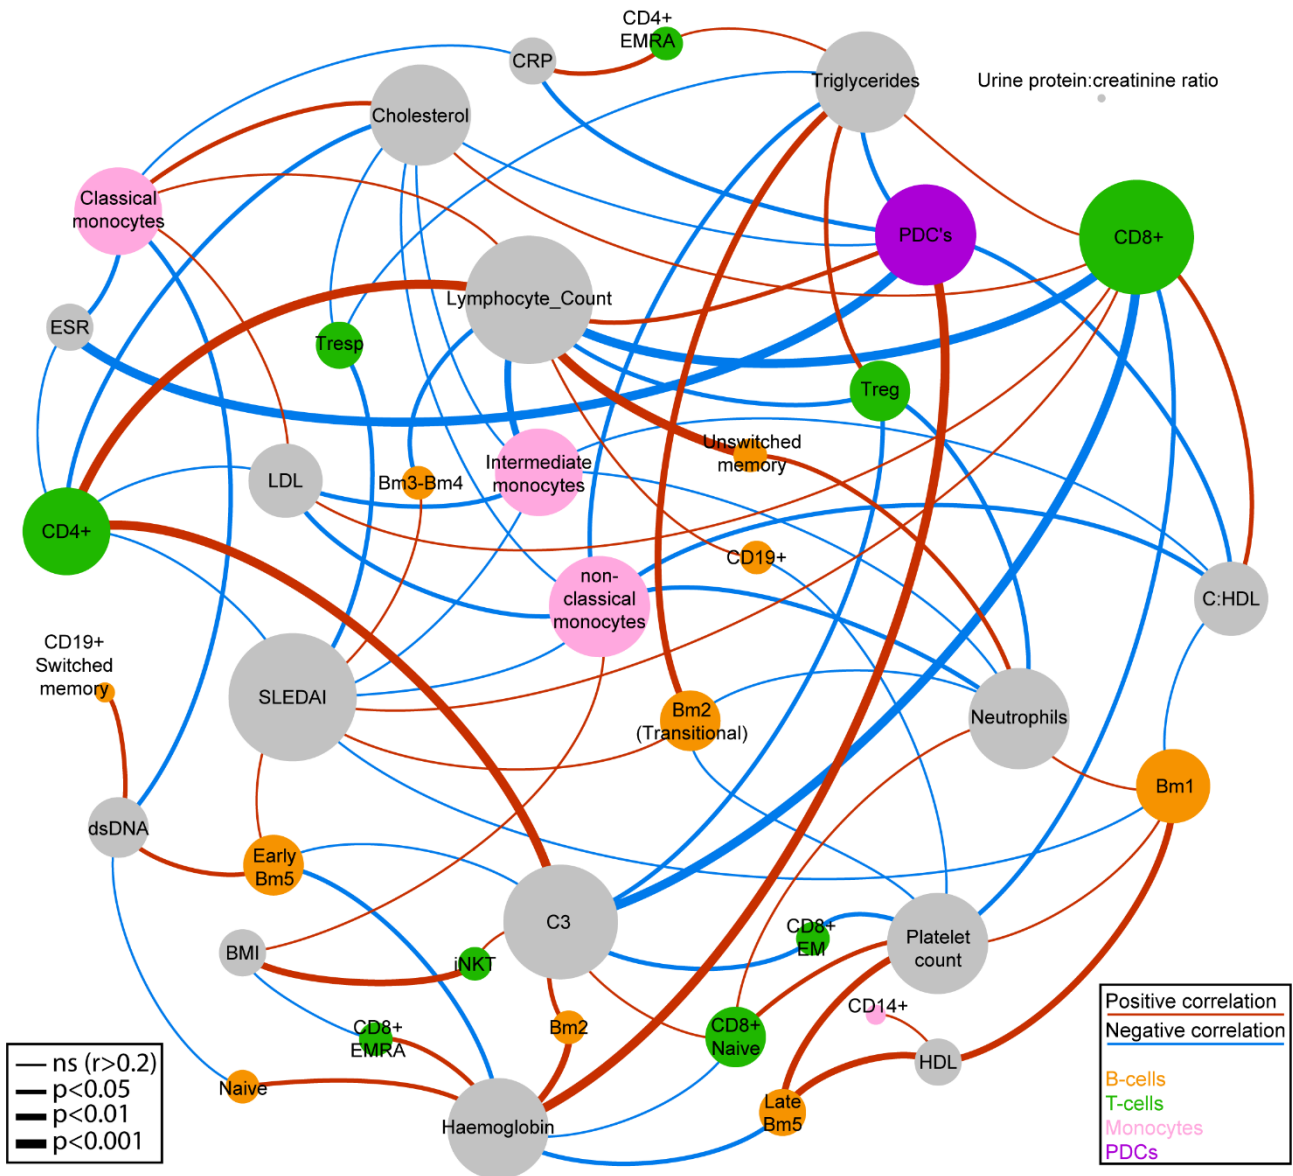 CD4+
EMRA
CRP
Triglycerides
Urine protein:creatinine ratio
Cholesterol
Classical
monocytes
PDC's
CD8+
Lymphocyte_Count
ESR
Tresp
Treg
Unswitched
memory
LDL
Bm3-Bm4
Intermediate
monocytes
CD4+
CD19+
non-
classical
monocytes
C:HDL
CD19+
Switched
memory
SLEDAI
Bm2
(Transitional)
Neutrophils
Bm1
dsDNA
Early
Bm5
C3
CD8+
EM
Platelet
count
BMI
iNKT
CD14+
CD8+
EMRA
Bm2
CD8+
Naive
HDL
Naive
Haemoglobin
Late
Bm5
ns (r>0.2)
p<0.05
p<0.01
p<0.001
Positive correlation
Negative correlation
B-cells
T-cells
Monocytes
PDCs